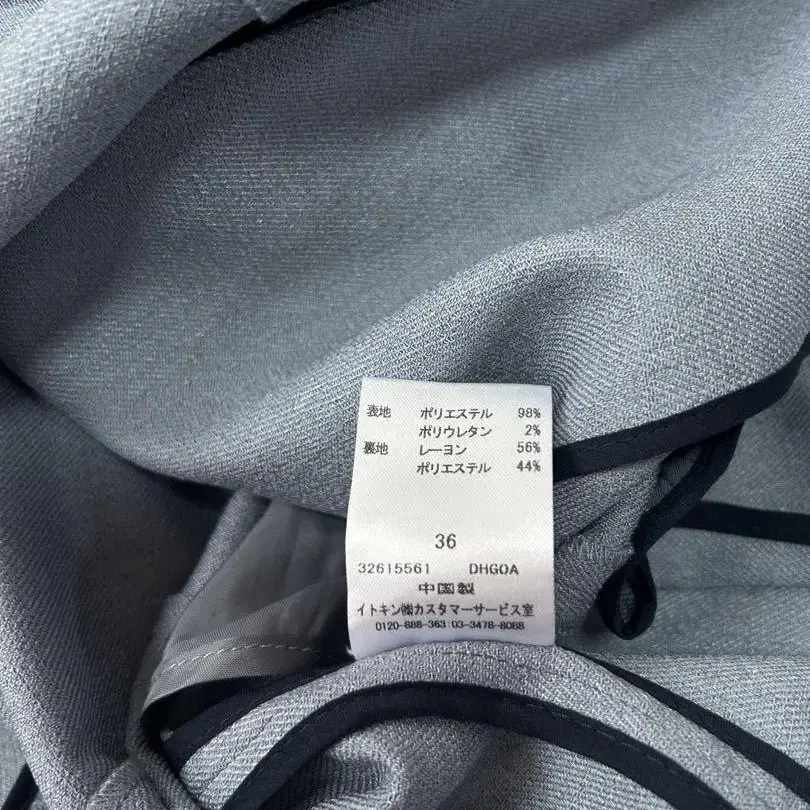 表地 ポリエステル 98%
ポリウレタン 2%
裏地 レーヨン 56%
ポリエステル 44%
36
32615561 DHGOA
中国製
イトキン㈱カスタマーサービス室
0120-888-363:03-3478-8088